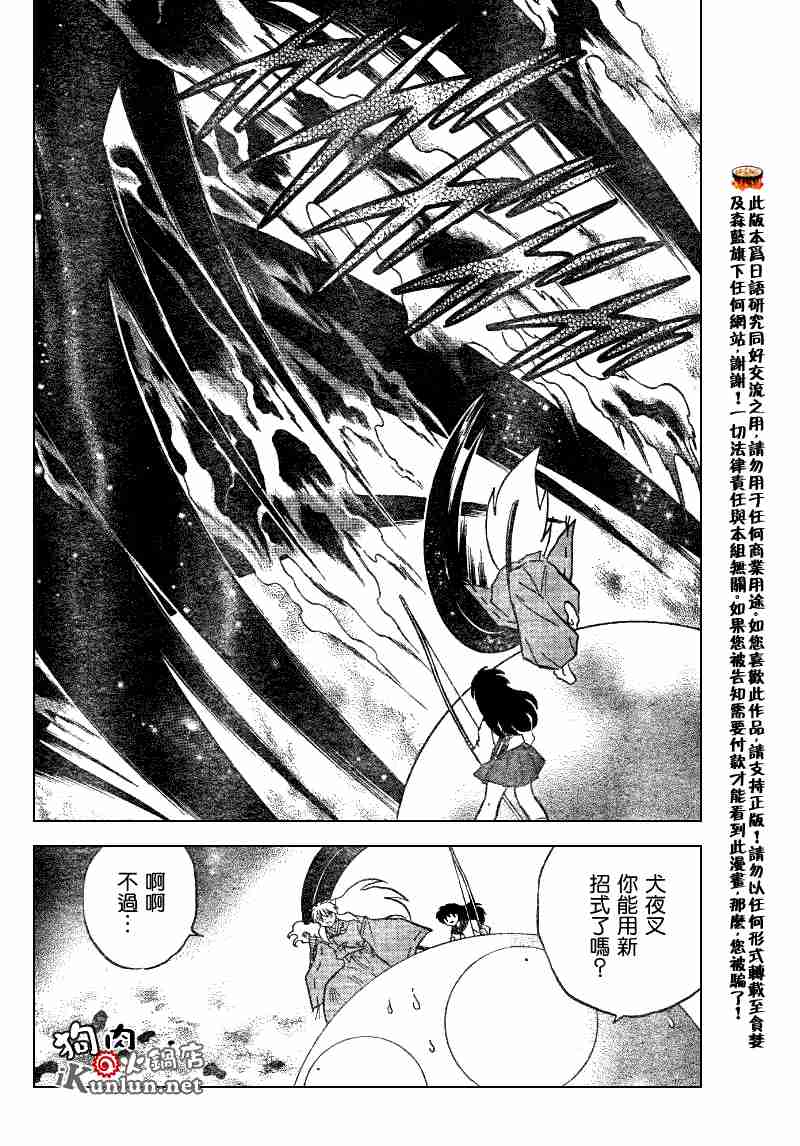 犬夜叉
你能用新
招式了嗎?
啊啊
不過…
此版本爲日語研究同好交流之用,請勿用于任何商業用途。如您喜歡此作品,請支持正版!請勿以任何形式轉載至貪婪
及森藍旗下任何網站,謝謝!一切法律責任與本組無關。如果您被告知需要付款才能看到此漫畫,那麽,您被騙了!
狗肉
火鍋店
iKunlun.net